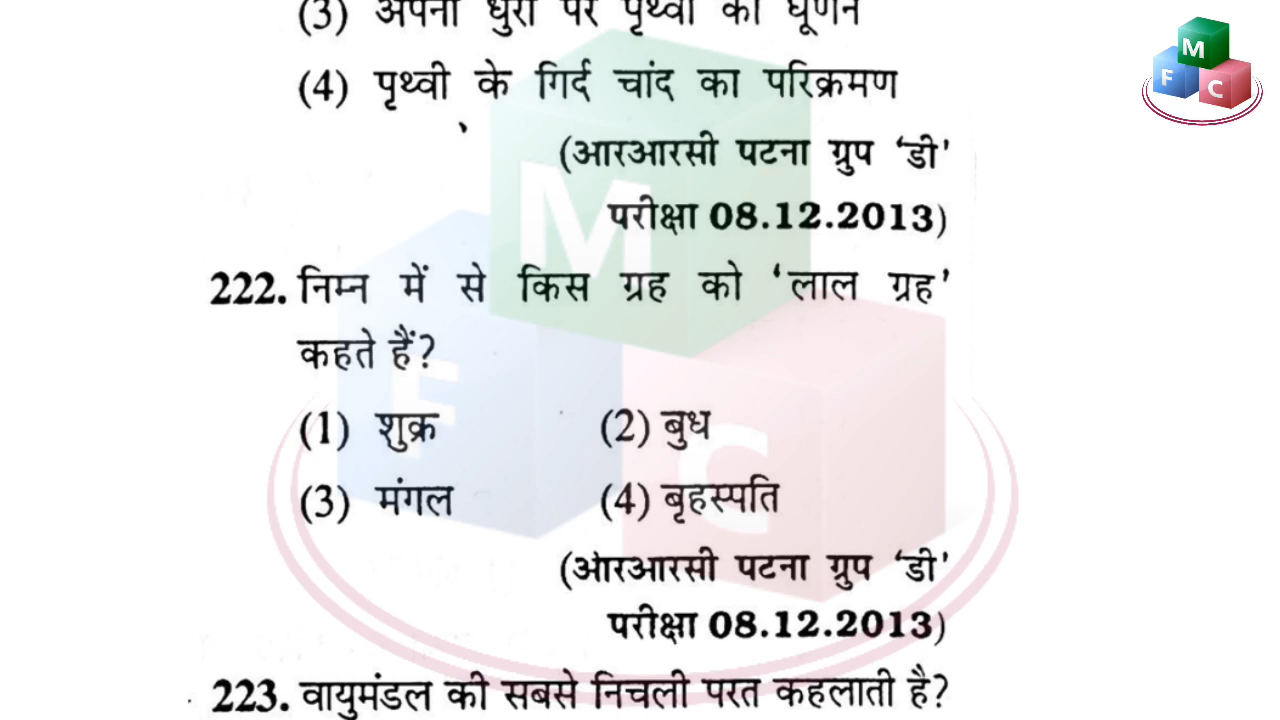 (3) अपनी धुरी पर पृथ्वी का घूर्णन
(4) पृथ्वी के गिर्द चांद का परिक्रमण
(आरआरसी पटना ग्रुप ‘डी’
परीक्षा 08.12.2013)
222. निम्न में से किस ग्रह को ‘लाल ग्रह’
कहते हैं?
(1) शुक्र (2) बुध
(3) मंगल (4) बृहस्पति
(आरआरसी पटना ग्रुप ‘डी’
परीक्षा 08.12.2013)
223. वायुमंडल की सबसे निचली परत कहलाती है?
M
F C
M
F
C